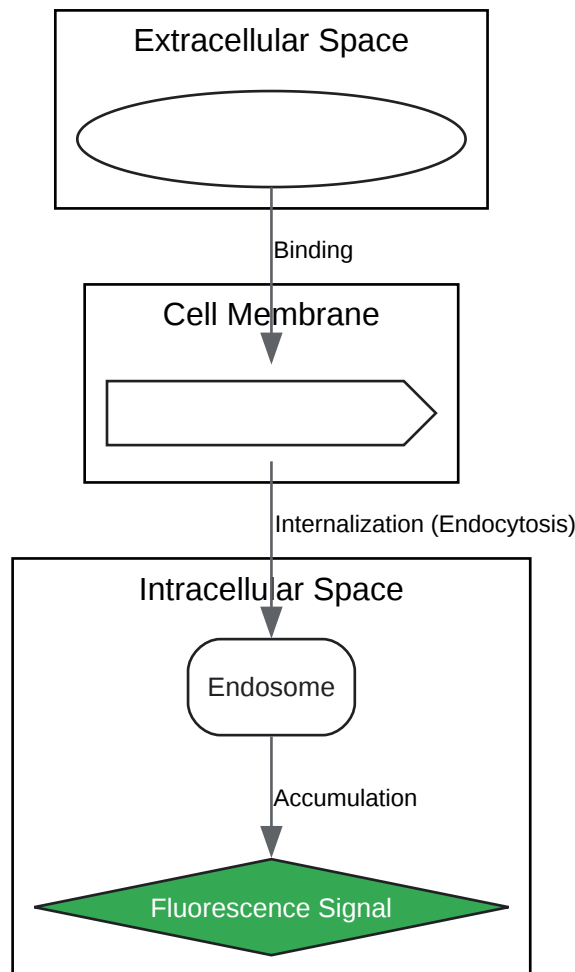 Extracellular Space
Binding
Cell Membrane
Internalization (Endocytosis)
Intracellular Space
Endosome
Accumulation
Fluorescence Signal